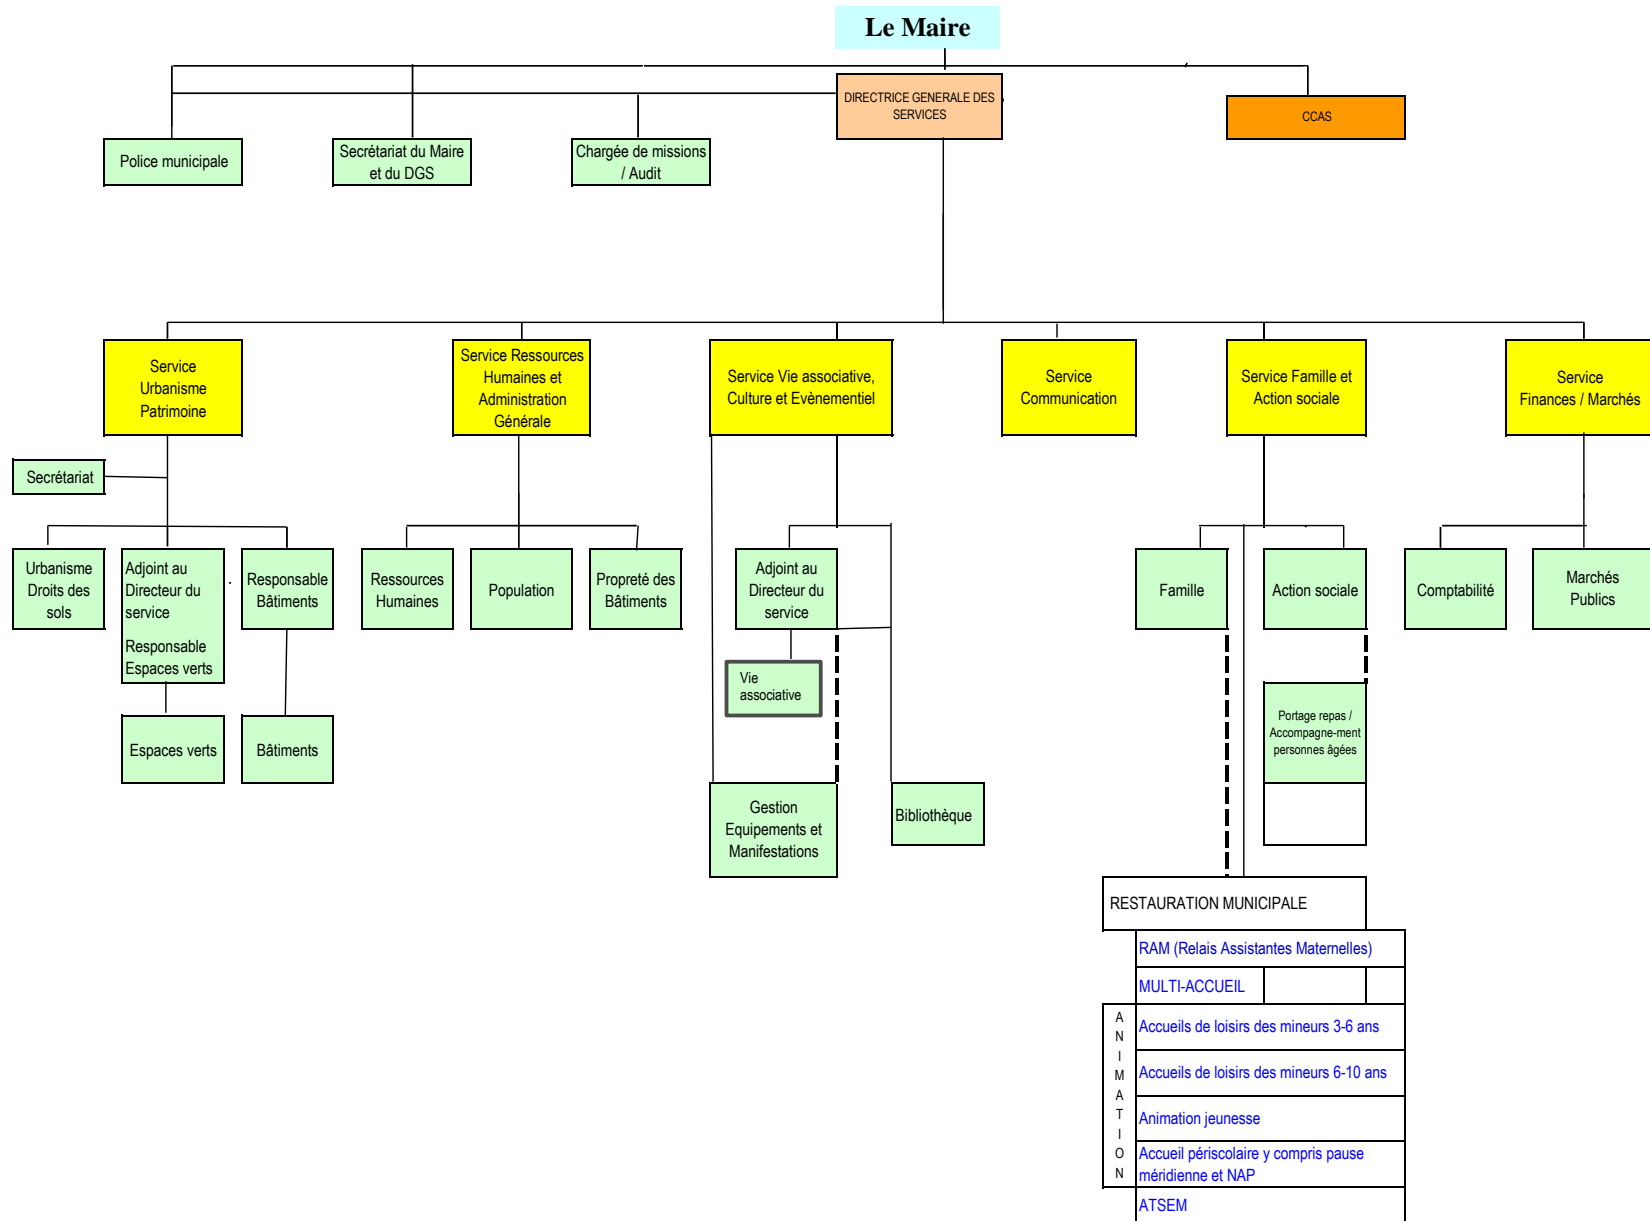 Le Maire
DIRECTRICE GENERALE DES
SERVICES
CCAS
Police municipale
Secrétariat du Maire
et du DGS
Chargée de missions
/ Audit
Service
Urbanisme
Patrimoine
Service Ressources
Humaines et
Administration
Générale
Service Vie associative,
Culture et Evènementiel
Service
Communication
Service Famille et
Action sociale
Service
Finances / Marchés
Secrétariat
Urbanisme
Droits des
sols
Adjoint au
Directeur du
service
Responsable
Espaces verts
Responsable
Bâtiments
Ressources
Humaines
Population
Propreté des
Bâtiments
Adjoint au
Directeur du
service
Famille
Action sociale
Comptabilité
Marchés
Publics
Vie
associative
Espaces verts
Bâtiments
Portage repas /
Accompagne-ment
personnes âgées
Gestion
Equipements et
Manifestations
Bibliothèque
RESTAURATION MUNICIPALE
RAM (Relais Assistantes Maternelles)
MULTI-ACCUEIL
A
N
I
M
A
T
I
O
N
Accueils de loisirs des mineurs 3-6 ans
Accueils de loisirs des mineurs 6-10 ans
Animation jeunesse
Accueil périscolaire y compris pause
méridienne et NAP
ATSEM